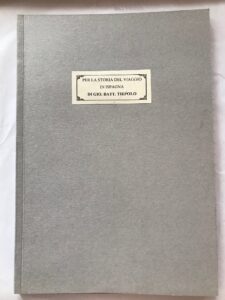 PER LA STORIA DEL VIAGGIO
IN ISPAGNA
DI GIO. BATT. TIEPOLO